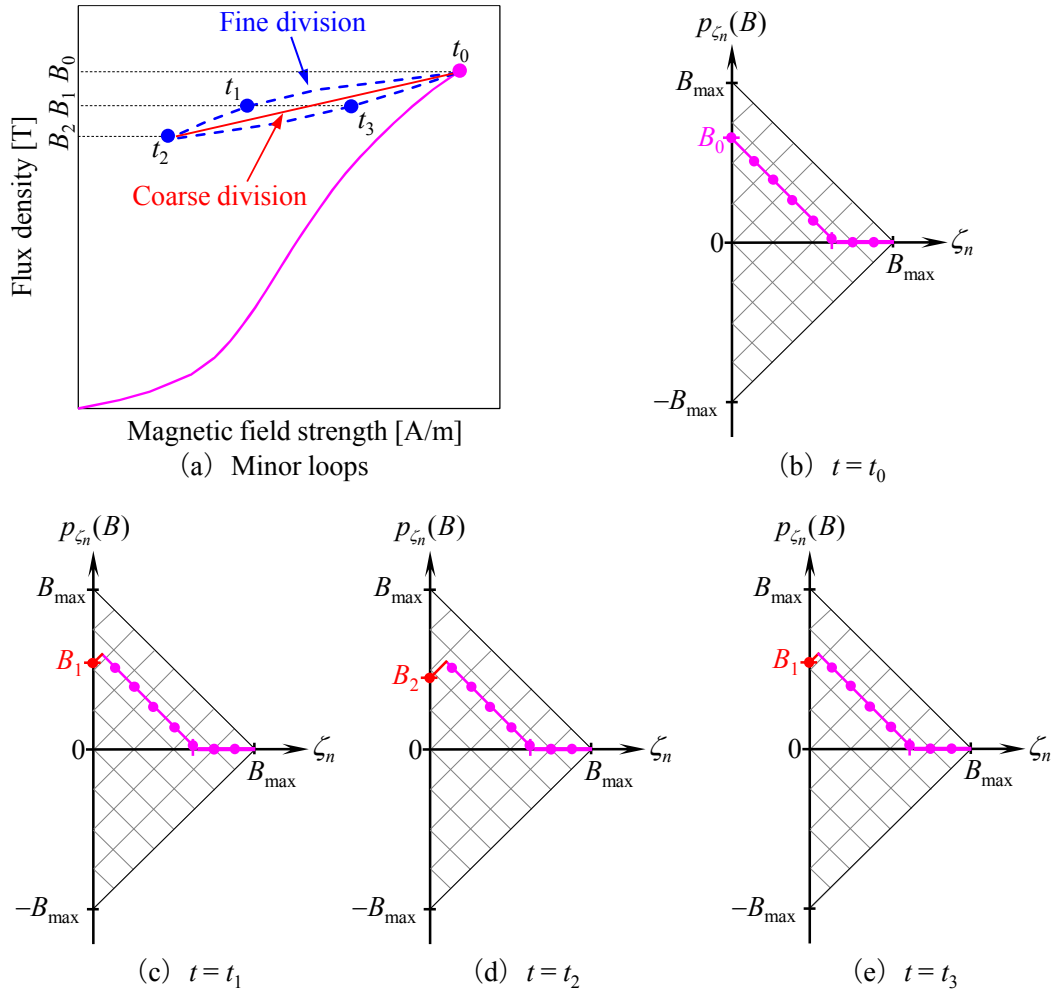 Fine division
t0
B0
t1
B1
B2
t2
t3
Coarse division
Flux density [T]
Magnetic field strength [A/m]
(a) Minor loops
pζn(B)
Bmax
B0
0
ζn
Bmax
−Bmax
(b) t = t0
pζn(B)
Bmax
B1
0
ζn
Bmax
−Bmax
(c) t = t1
pζn(B)
Bmax
B2
0
ζn
Bmax
−Bmax
(d) t = t2
pζn(B)
Bmax
B1
0
ζn
Bmax
−Bmax
(e) t = t3